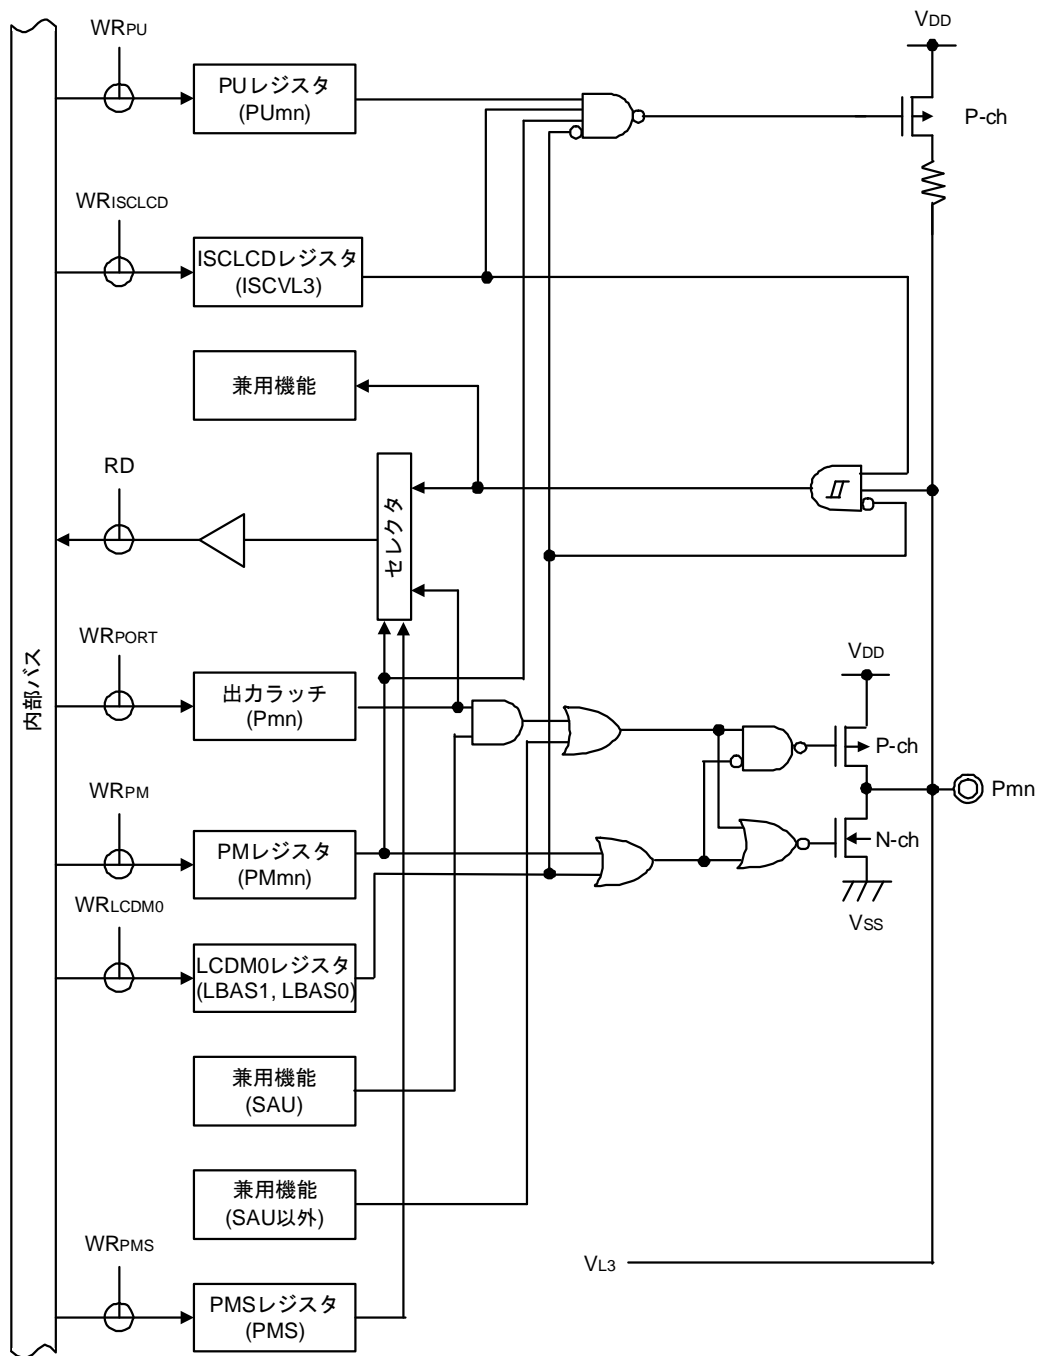 WRPU
VDD
PUレジスタ
(PUmn)
P-ch
WRISCLCD
ISCLCDレジスタ
(ISCVL3)
兼用機能
RD
セレクタ
内部バス
WRPORT
出力ラッチ
(Pmn)
VDD
P-ch
Pmn
WRPM
PMレジスタ
(PMmn)
N-ch
VSS
WRLCDM0
LCDM0レジスタ
(LBAS1, LBAS0)
兼用機能
(SAU)
兼用機能
(SAU以外)
WRPMS
VL3
PMSレジスタ
(PMS)